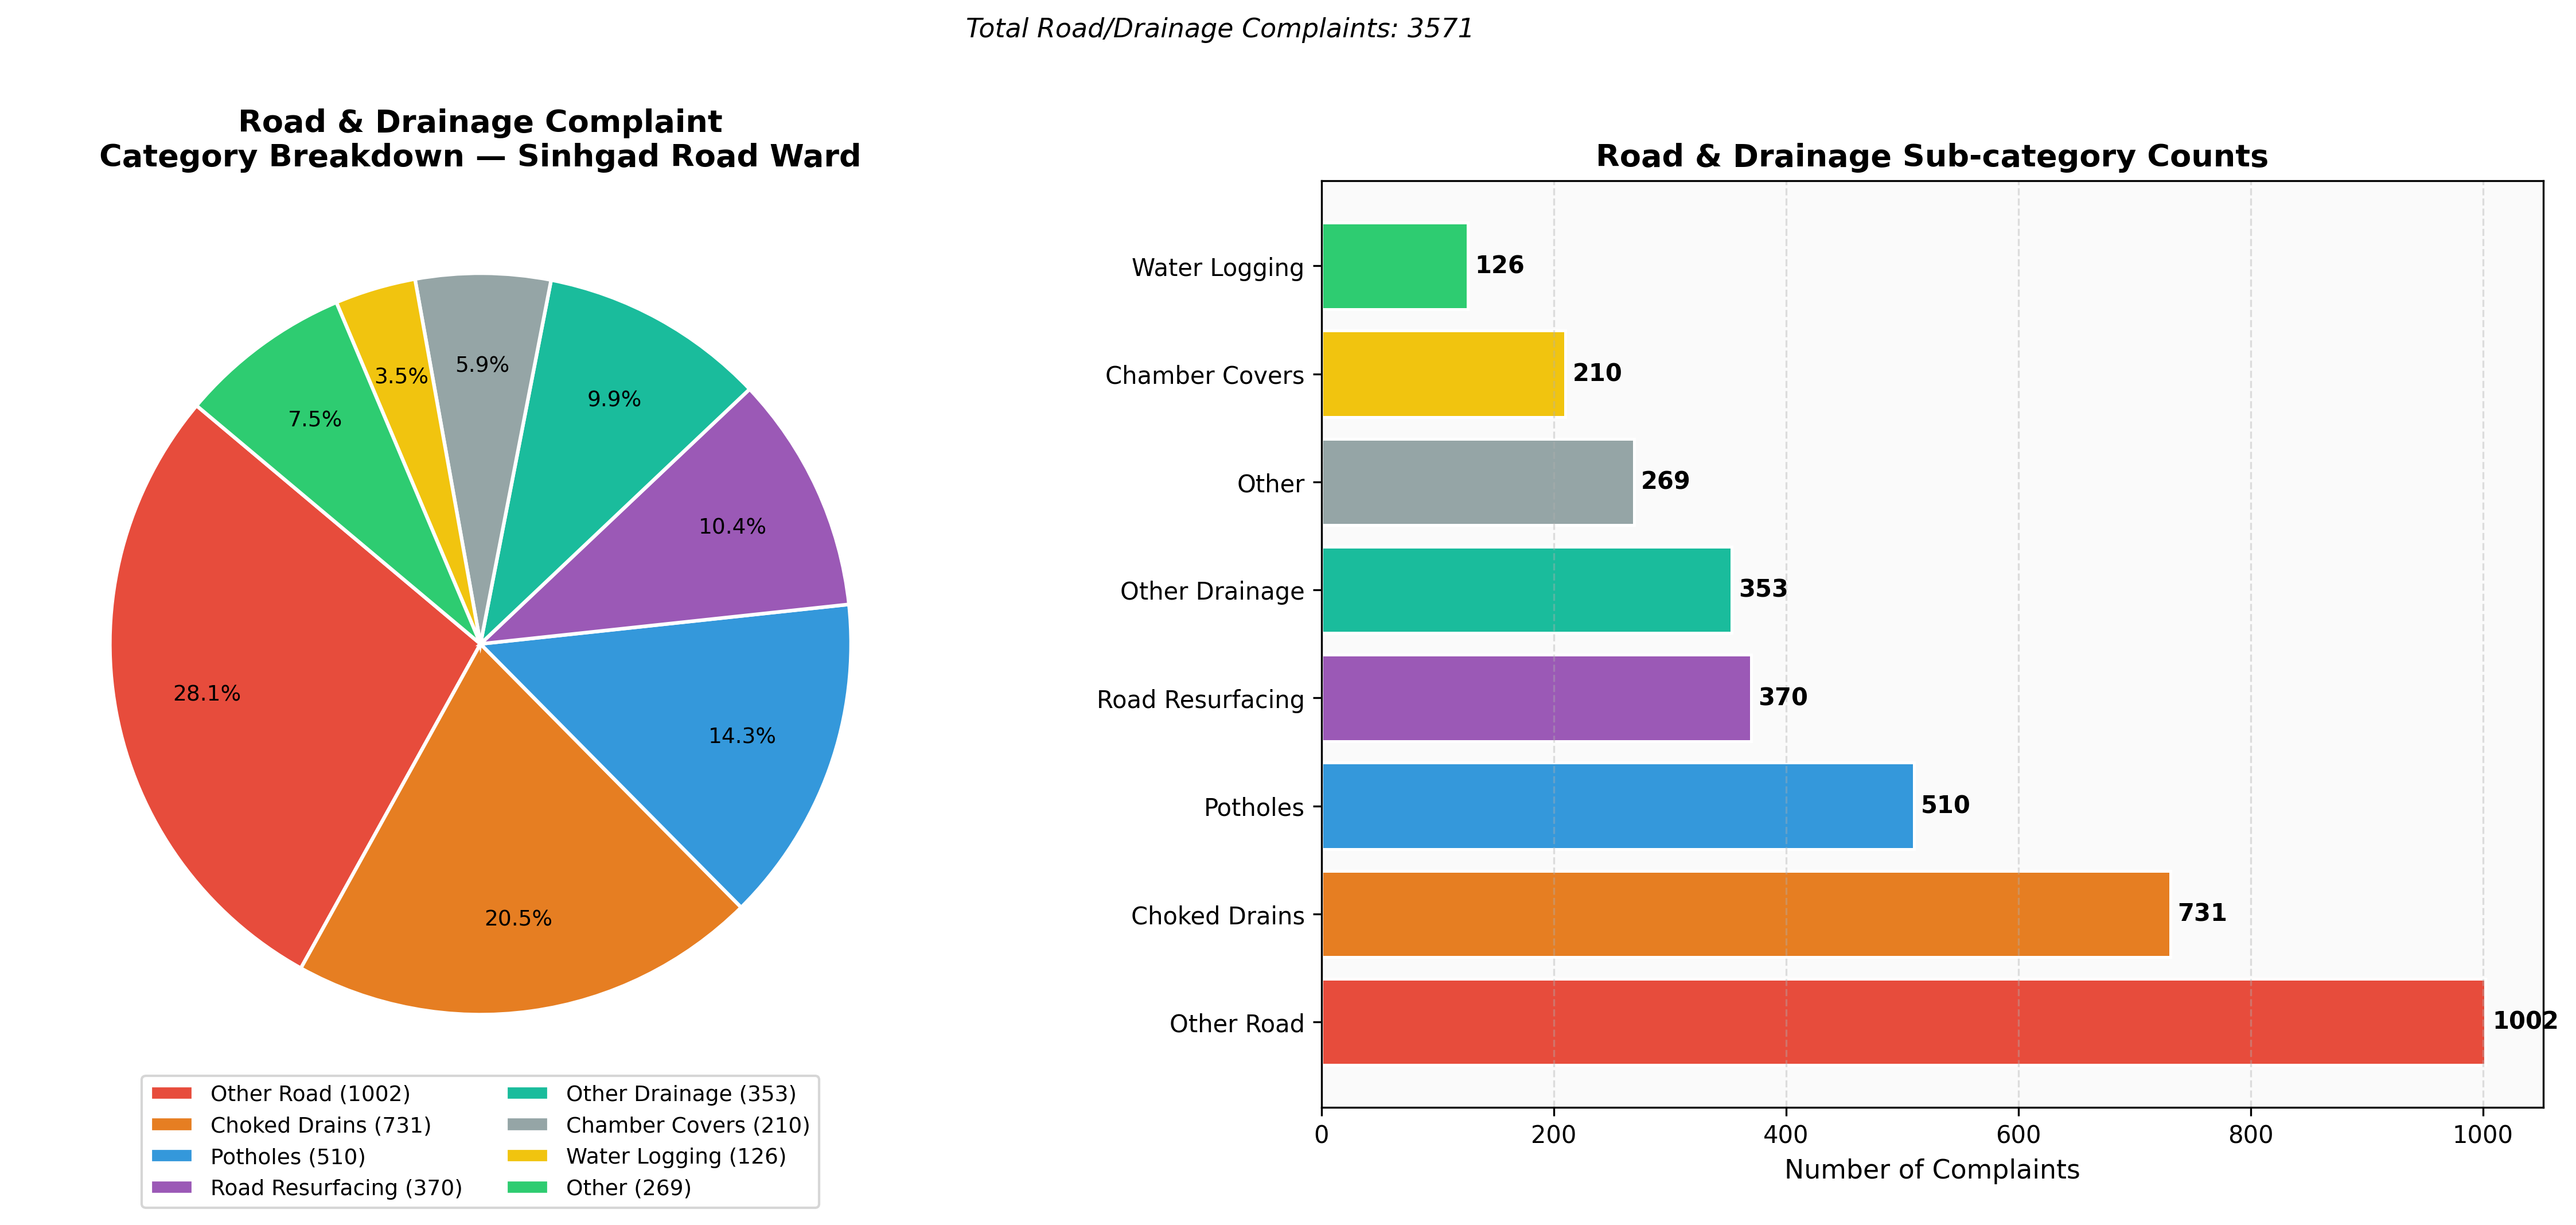 Total Road/Drainage Complaints: 3571
Road & Drainage Complaint
Category Breakdown — Sinhgad Road Ward
28.1%
20.5%
14.3%
10.4%
9.9%
5.9%
3.5%
7.5%
Other Road (1002)
Choked Drains (731)
Potholes (510)
Road Resurfacing (370)
Other Drainage (353)
Chamber Covers (210)
Water Logging (126)
Other (269)
Road & Drainage Sub-category Counts
Water Logging 126
Chamber Covers 210
Other 269
Other Drainage 353
Road Resurfacing 370
Potholes 510
Choked Drains 731
Other Road 1002
0 200 400 600 800 1000
Number of Complaints